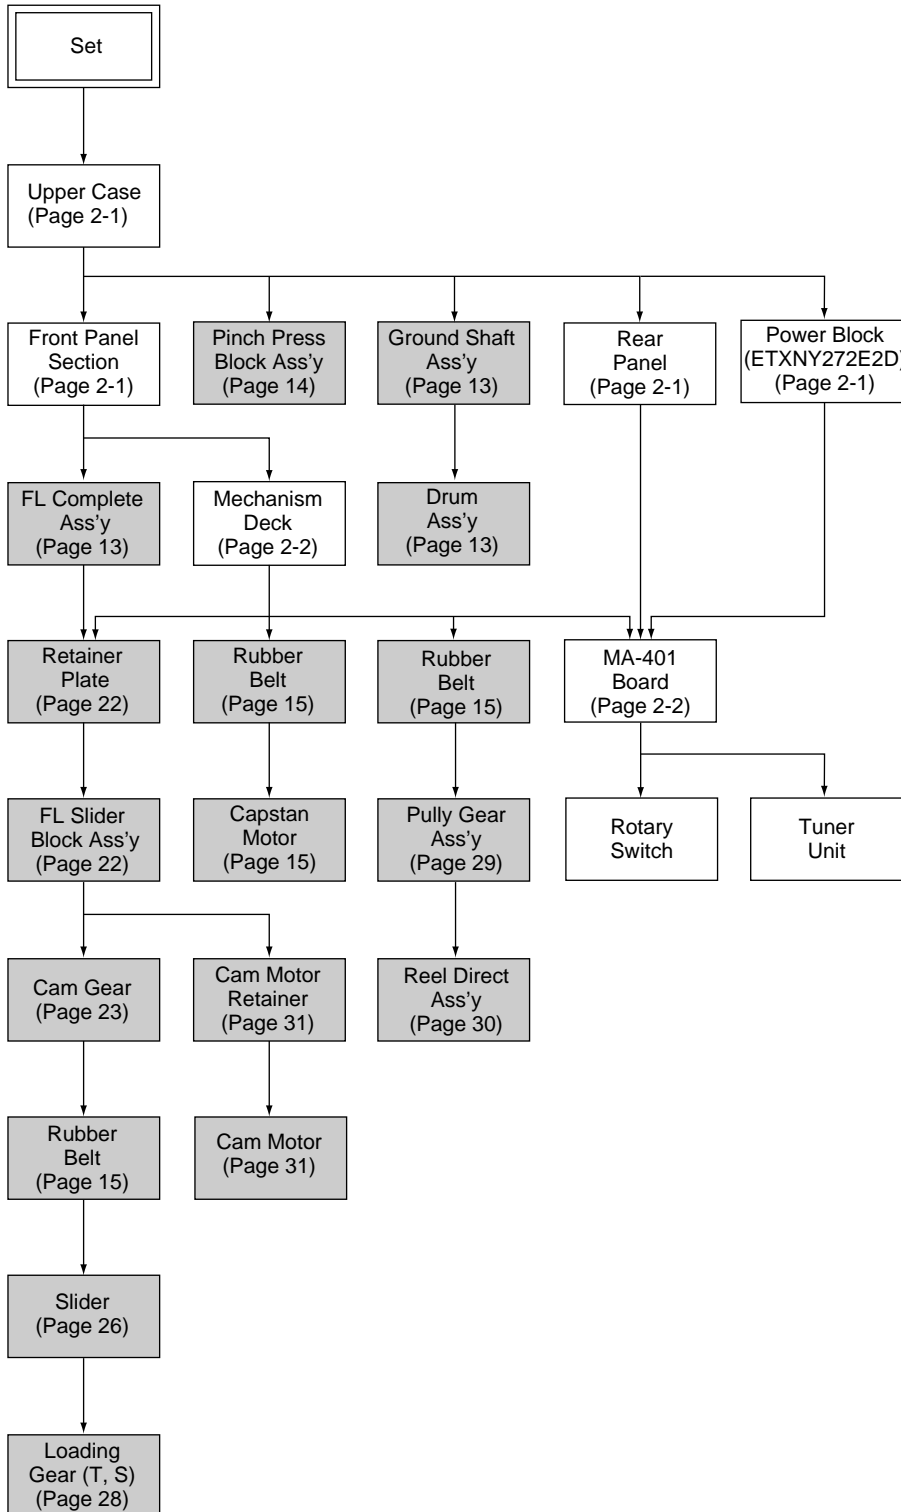 Set
Upper Case
(Page 2-1)
Front Panel
Section
(Page 2-1)
Pinch Press
Block Ass'y
(Page 14)
Ground Shaft
Ass'y
(Page 13)
Rear
Panel
(Page 2-1)
Power Block
(ETXNY272E2D)
(Page 2-1)
FL Complete
Ass'y
(Page 13)
Mechanism
Deck
(Page 2-2)
Drum
Ass'y
(Page 13)
Retainer
Plate
(Page 22)
Rubber
Belt
(Page 15)
Rubber
Belt
(Page 15)
MA-401
Board
(Page 2-2)
FL Slider
Block Ass'y
(Page 22)
Capstan
Motor
(Page 15)
Pully Gear
Ass'y
(Page 29)
Rotary
Switch
Tuner
Unit
Cam Gear
(Page 23)
Cam Motor
Retainer
(Page 31)
Reel Direct
Ass'y
(Page 30)
Rubber
Belt
(Page 15)
Cam Motor
(Page 31)
Slider
(Page 26)
Loading
Gear (T, S)
(Page 28)